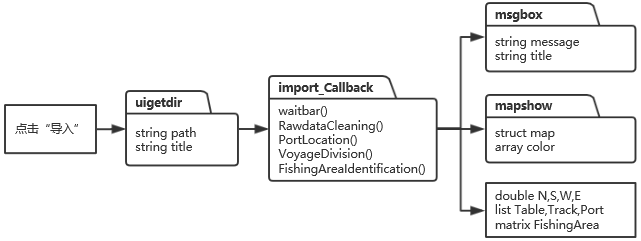 点击“导入”
uigetdir
string path
string title
import_Callback
waitbar()
RawdataCleaning()
PortLocation()
VoyageDivision()
FishingAreaIdentification()
msgbox
string message
string title
mapshow
struct map
array color
double N,S,W,E
list Table,Track,Port
matrix FishingArea